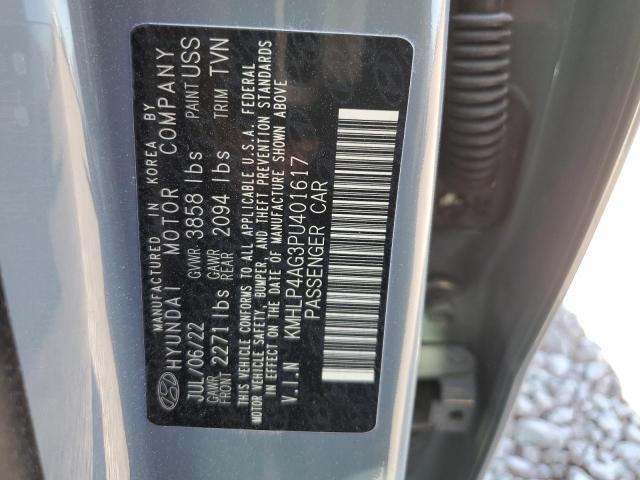 MANUFACTURED IN KOREA BY
HYUNDAI MOTOR COMPANY
JUL/06/22 GVWR 3858 lbs PAINT USS
GAWR FRONT 2271 lbs GAWR REAR 2094 lbs TRIM TVN
THIS VEHICLE CONFORMS TO ALL APPLICABLE U.S.A. FEDERAL
MOTOR VEHICLE SAFETY, BUMPER, AND THEFT PREVENTION STANDARDS
IN EFFECT ON THE DATE OF MANUFACTURE SHOWN ABOVE
V.I.N KMHLP4AG3PU401617
PASSENGER CAR